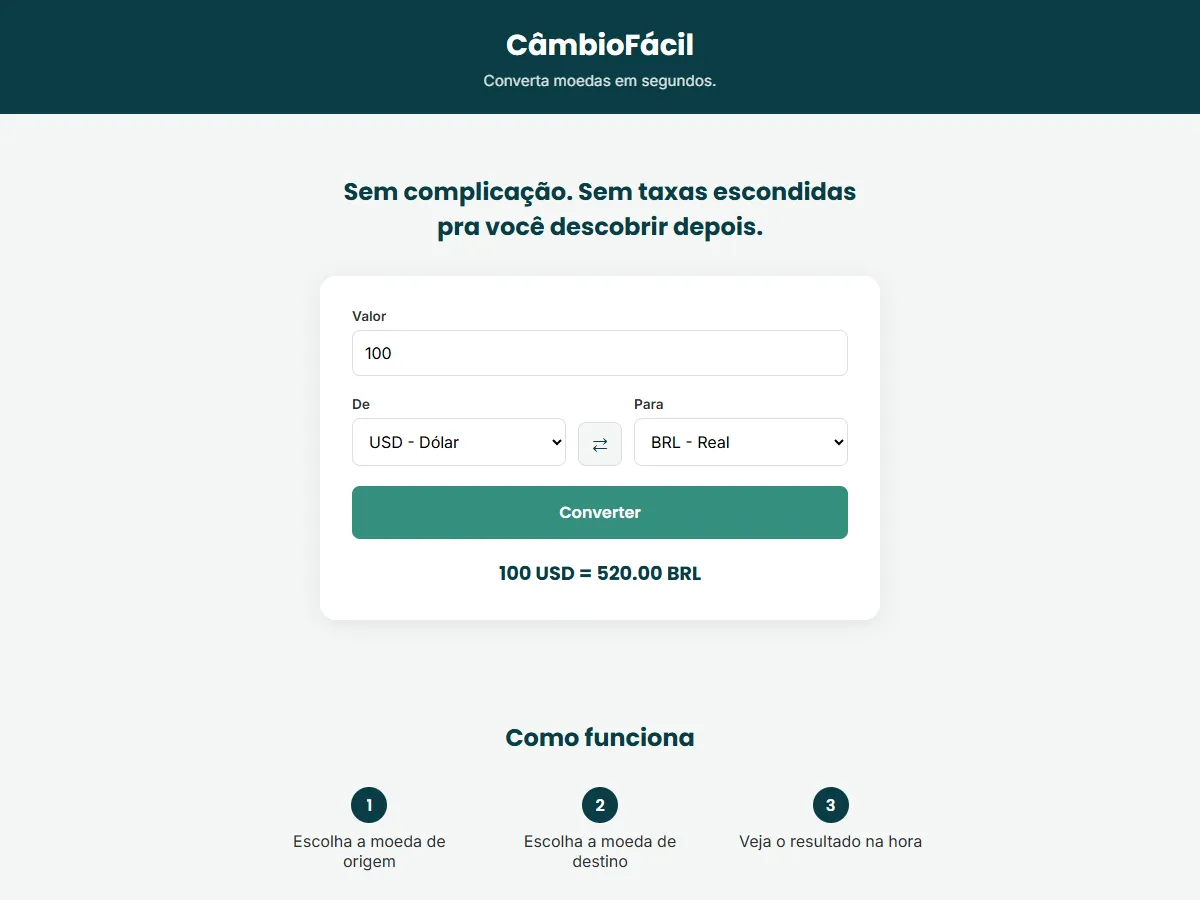 CâmbioFácil
Converta moedas em segundos.
Sem complicação. Sem taxas escondidas
pra você descobrir depois.
Valor
100
De
Para
USD - Dólar
⇄
BRL - Real
Converter
100 USD = 520.00 BRL
Como funciona
1
2
3
Escolha a moeda de
origem
Escolha a moeda de
destino
Veja o resultado na hora